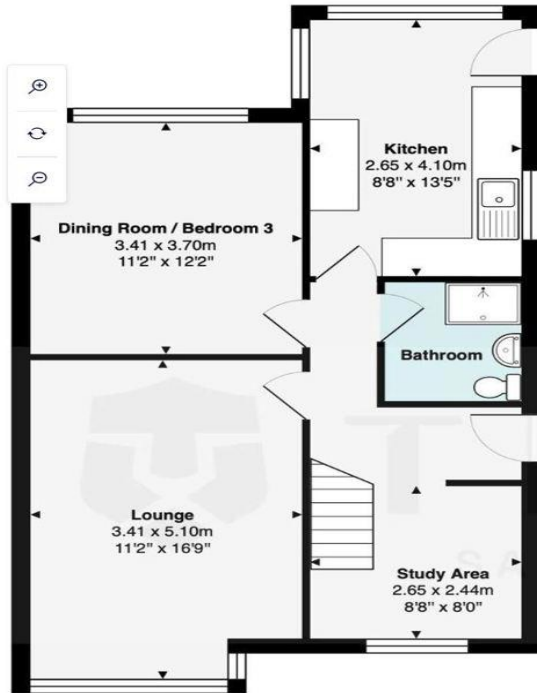 Kitchen
2.65 x 4.10m
8'8" x 13'5"
Dining Room / Bedroom 3
3.41 x 3.70m
11'2" x 12'2"
Bathroom
Lounge
3.41 x 5.10m
11'2" x 16'9"
Study Area
2.65 x 2.44m
8'8" x 8'0"